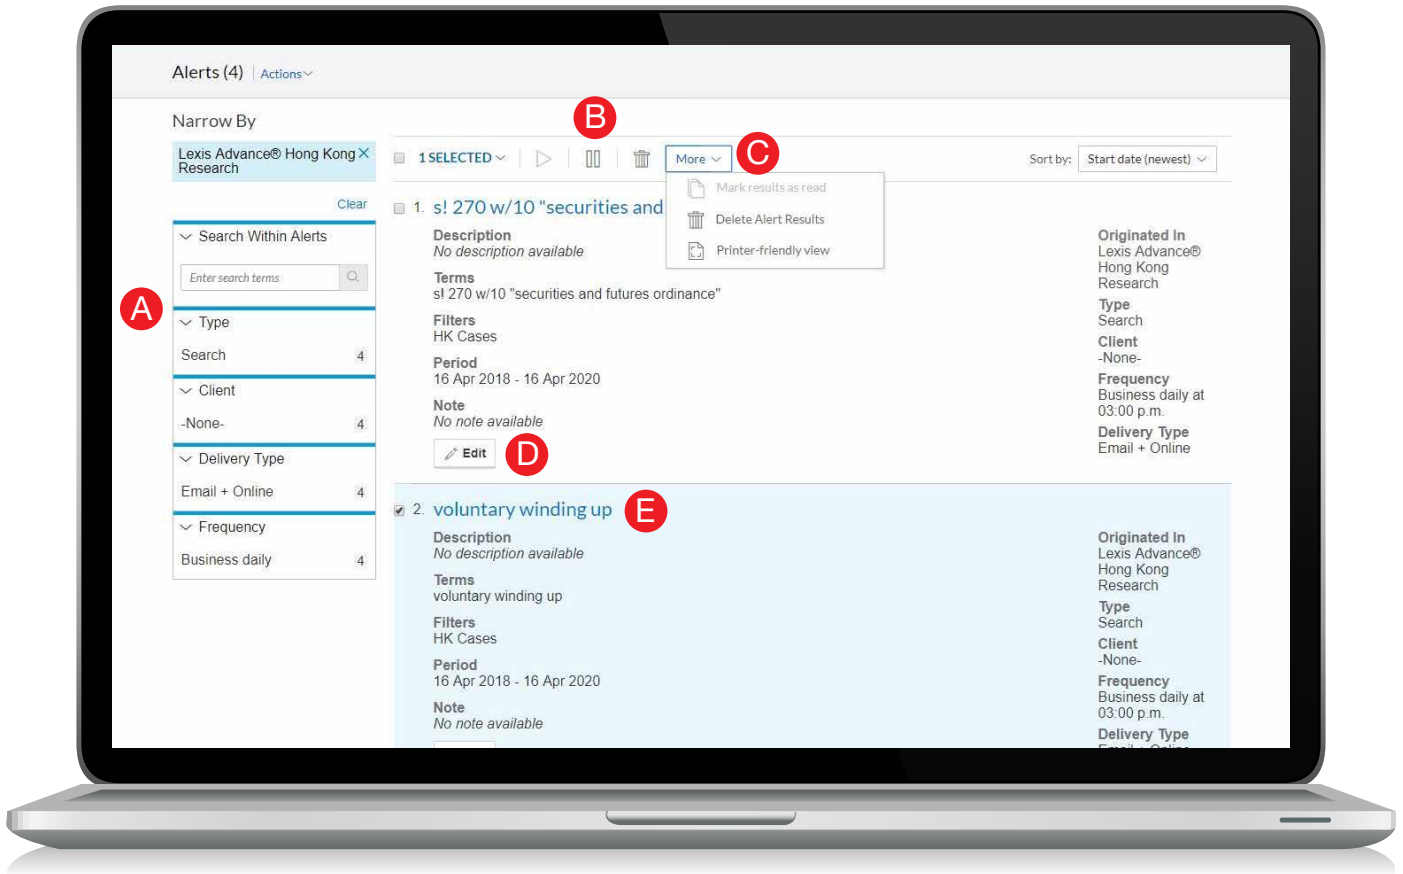 Alerts (4) Actions
Narrow By
Lexis Advance® Hong Kong
Research
Clear
Search Within Alerts
Enter search terms
A
Type
Search 4
Client
-None- 4
Delivery Type
Email + Online 4
Frequency
Business daily 4
B
1 SELECTED More C Sort by: Start date (newest)
Mark results as read
Delete Alert Results
Printer-friendly view
1. s! 270 w/10 "securities and
Description
No description available
Terms
s! 270 w/10 "securities and futures ordinance"
Filters
HK Cases
Period
16 Apr 2018 - 16 Apr 2020
Note
No note available
Edit D
Originated In
Lexis Advance®
Hong Kong
Research
Type
Search
Client
-None-
Frequency
Business daily at
03:00 p.m.
Delivery Type
Email + Online
2. voluntary winding up E
Description
No description available
Terms
voluntary winding up
Filters
HK Cases
Period
16 Apr 2018 - 16 Apr 2020
Note
No note available
Originated In
Lexis Advance®
Hong Kong
Research
Type
Search
Client
-None-
Frequency
Business daily at
03:00 p.m.
Delivery Type